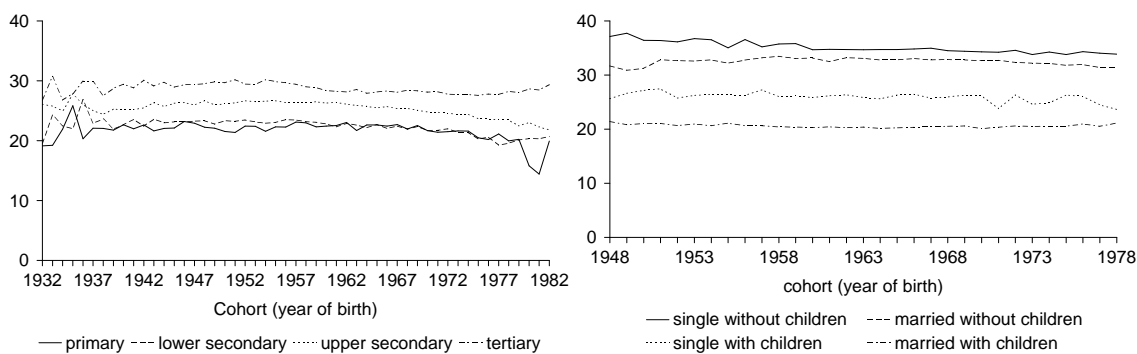 40
30
20
10
0
1932 1937 1942 1947 1952 1957 1962 1967 1972 1977 1982
Cohort (year of birth)
primary lower secondary upper secondary tertiary
40
30
20
10
0
1948 1953 1958 1963 1968 1973 1978
cohort (year of birth)
single without children married without children
single with children married with children